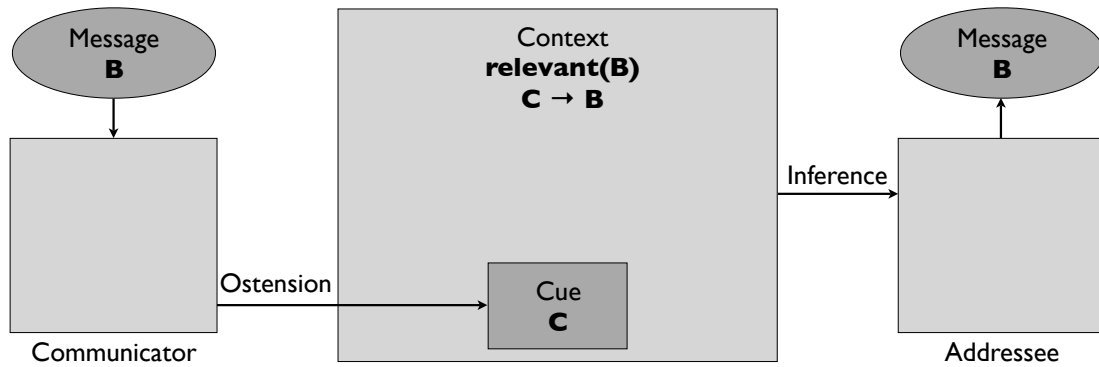 Message
B
Context
relevant(B)
C → B
Message
B
Inference
Ostension
Cue
C
Communicator
Addressee